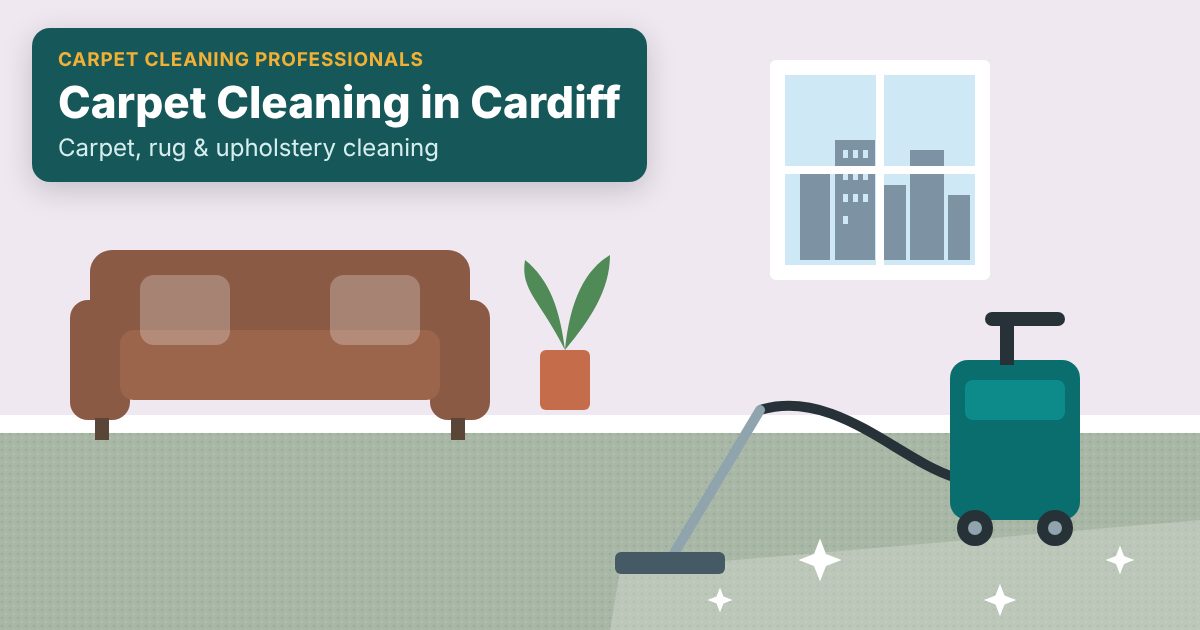 CARPET CLEANING PROFESSIONALS
Carpet Cleaning in Cardiff
Carpet, rug & upholstery cleaning